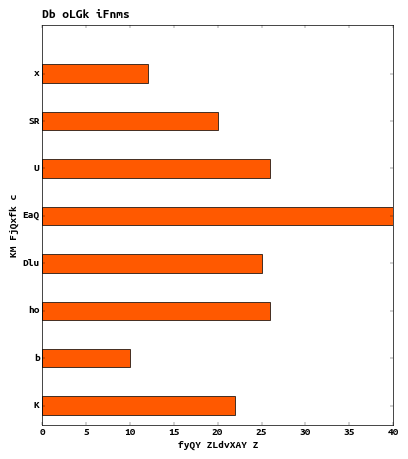 Db oLGk iFnms
x
SR
U
EaQ
Dlu
ho
b
K
KM FjQxfk c
0 5 10 15 20 25 30 35 40
fyQY ZLdvXAY Z